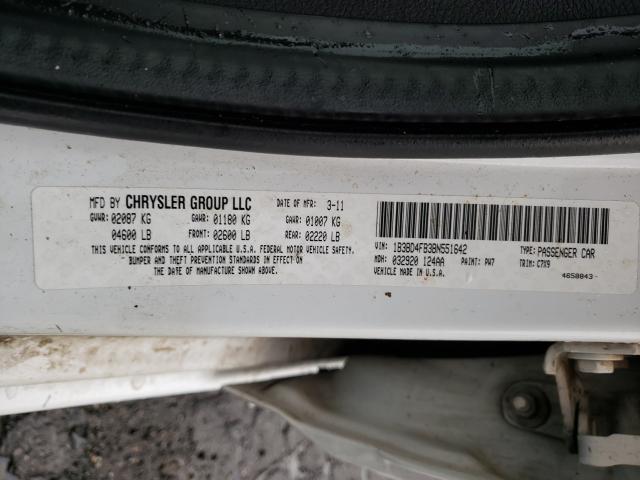 MFD BY CHRYSLER GROUP LLC DATE OF MFR: 3-11
GVWR: 02087 KG GAWR: 01180 KG GAWR: 01007 KG
04600 LB FRONT: 02600 LB REAR: 02220 LB
THIS VEHICLE CONFORMS TO ALL APPLICABLE U.S.A. FEDERAL MOTOR VEHICLE SAFETY,
BUMPER AND THEFT PREVENTION STANDARDS IN EFFECT ON
THE DATE OF MANUFACTURE SHOWN ABOVE.
VIN: 1B3BD4FB3BN551642 TYPE: PASSENGER CAR
MDH: 032920 124AA PAINT: PW7 TRIM: C7X9
VEHICLE MADE IN U.S.A.
4658843-